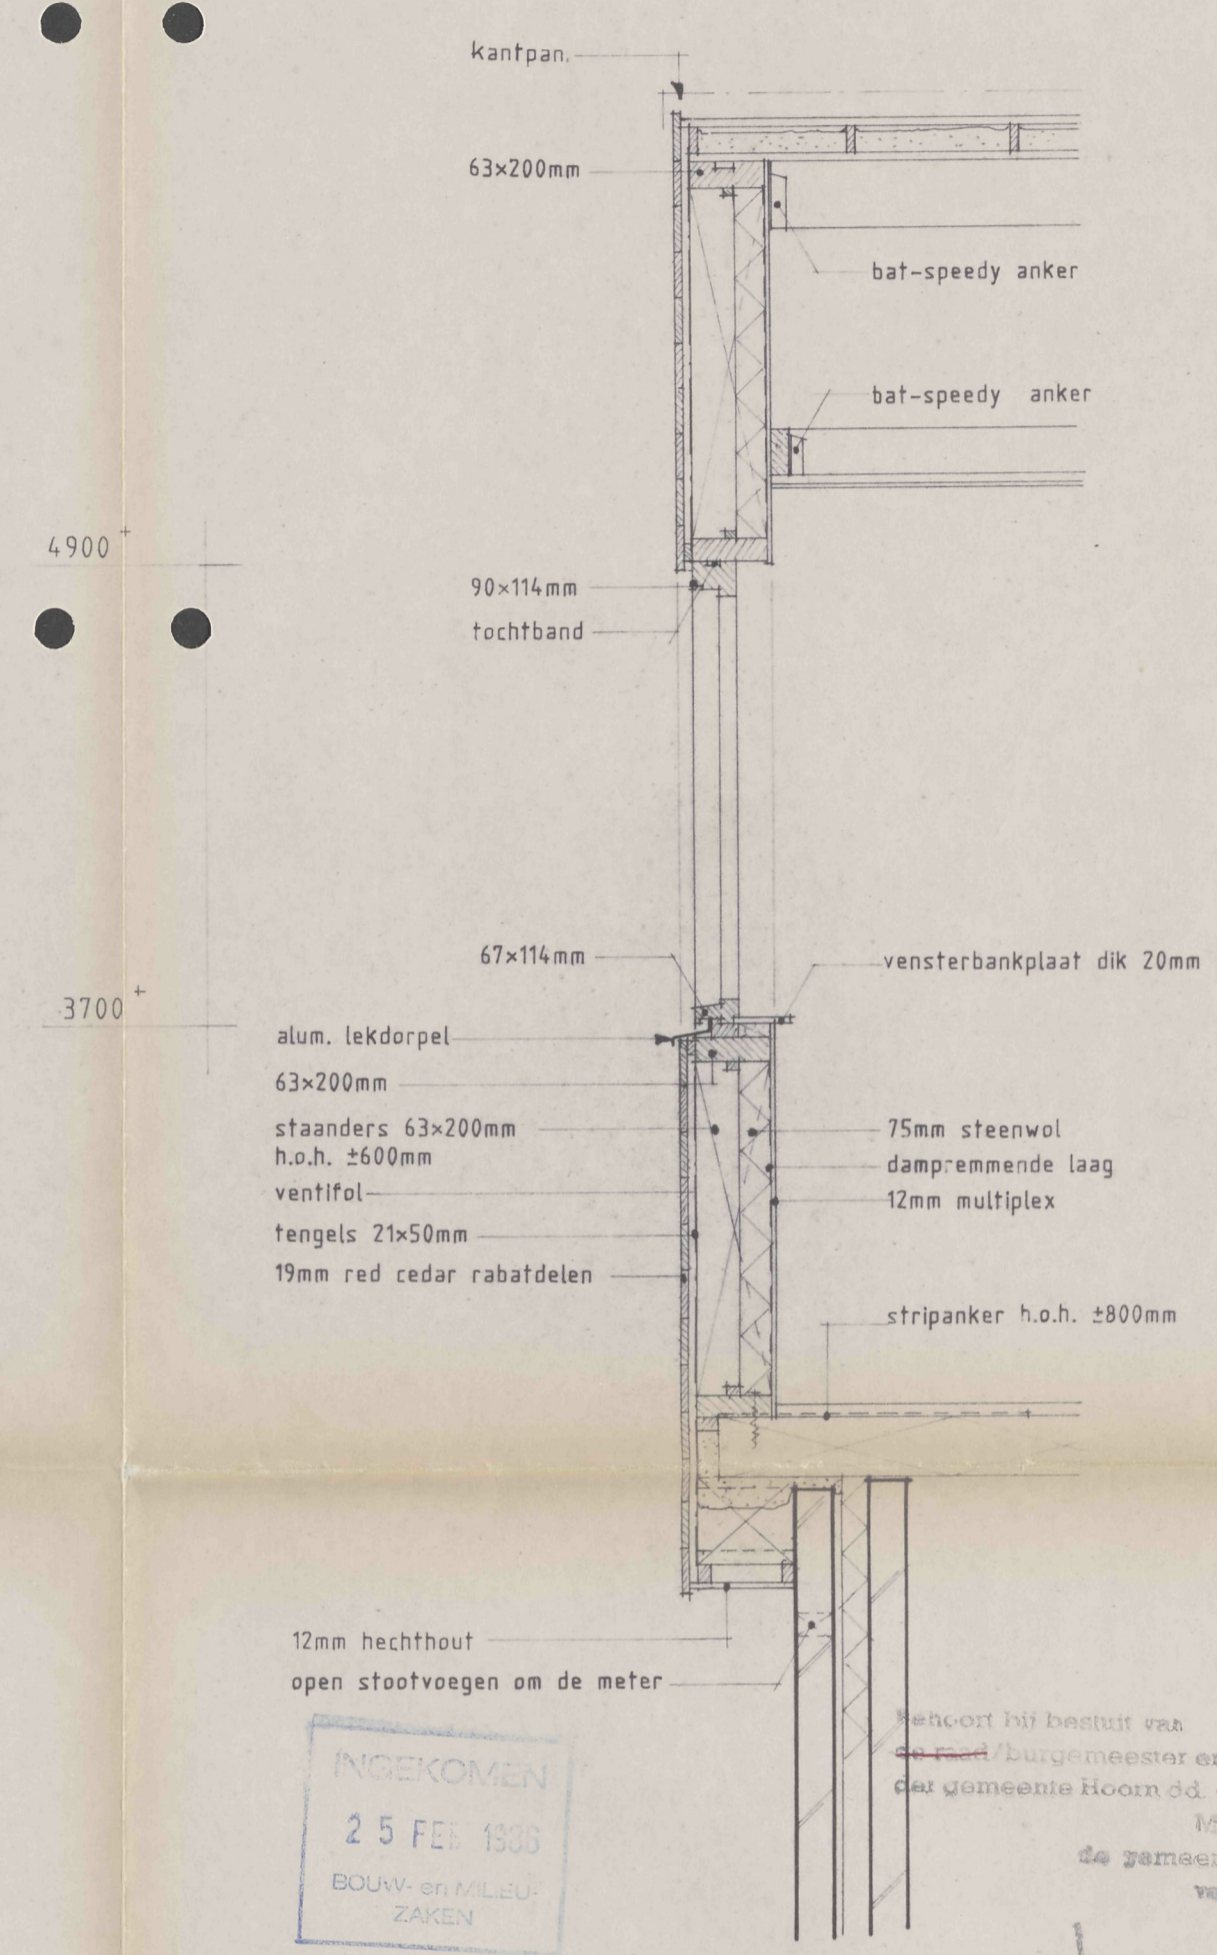 kantpan.
63×200mm
bat-speedy anker
bat-speedy anker
4900+
90×114mm
tochtband
67×114mm
vensterbankplaat dik 20mm
3700+
alum. lekdorpel
63×200mm
staanders 63×200mm
h.o.h. ±600mm
75mm steenwol
dampremmende laag
ventifol
12mm multiplex
tengels 21×50mm
19mm red cedar rabatdelen
stripanker h.o.h. ±800mm
12mm hechthout
open stootvoegen om de meter
Behoort bij besluit van
de raad/burgemeester en
der gemeente Hoorn dd.
de gemeen
INGEKOMEN
25 FEB 1986
BOUW- en MILIEU-
ZAKEN